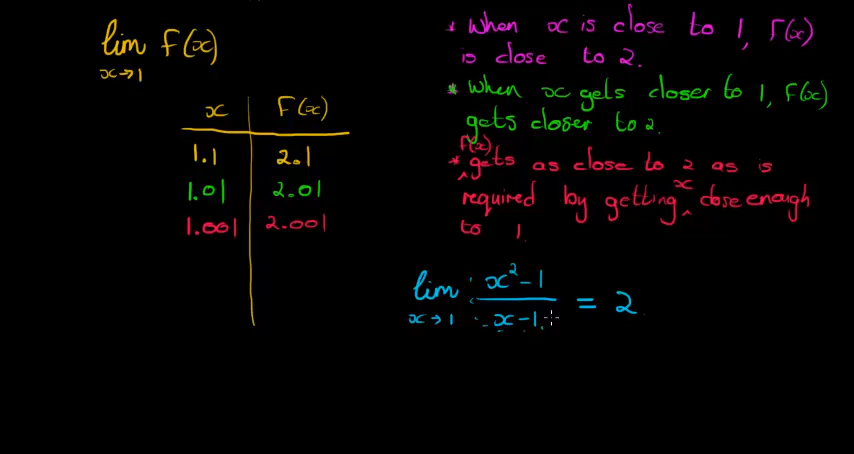 lim F(x)
x→1
x F(x)
1.1 2.1
1.01 2.01
1.001 2.001
* When x is close to 1, F(x)
is close to 2.
* When x gets closer to 1, F(x)
gets closer to 2.
f(x)
* ^gets as close to 2 as is
x
required by getting ^ close enough
to 1
lim x²-1
x→1 x-1 = 2